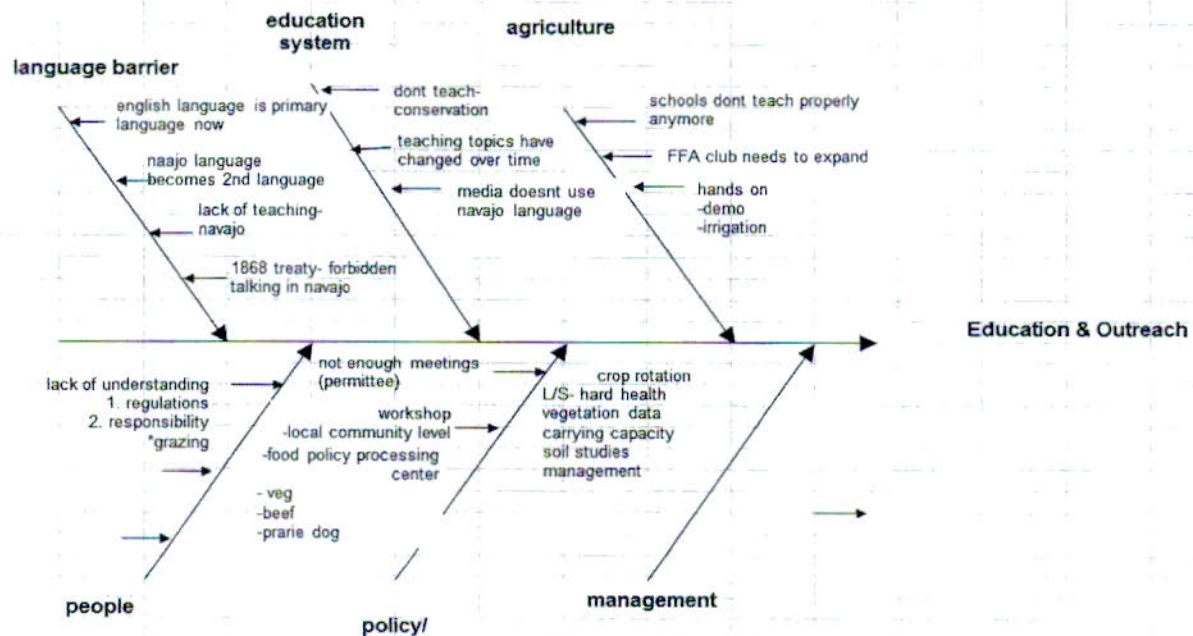 education
system
agriculture
language barrier
english language is primary
language now
naajo language
becomes 2nd language
lack of teaching-
navajo
1868 treaty- forbidden
talking in navajo
dont teach-
conservation
teaching topics have
changed over time
media doesnt use
navajo language
schools dont teach properly
anymore
FFA club needs to expand
hands on
-demo
-irrigation
Education & Outreach
lack of understanding
1. regulations
2. responsibility
*grazing
not enough meetings
(permittee)
workshop
-local community level
-food policy processing
center
- veg
-beef
-prarie dog
crop rotation
L/S- hard health
vegetation data
carrying capacity
soil studies
management
people
policy/
management